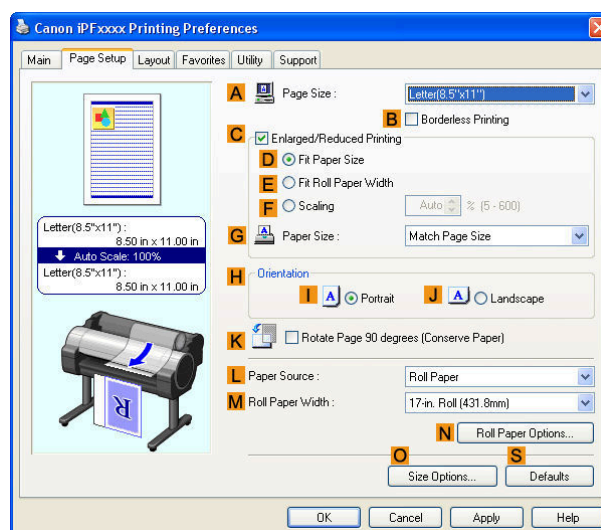 Canon iPFxxxx Printing Preferences
Main Page Setup Layout Favorites Utility Support
A Page Size : Letter(8.5"x11")
B Borderless Printing
C Enlarged/Reduced Printing
D Fit Paper Size
E Fit Roll Paper Width
F Scaling Auto % (5 - 600)
G Paper Size : Match Page Size
Letter(8.5"x11") :
8.50 in x 11.00 in
Auto Scale: 100%
Letter(8.5"x11") :
8.50 in x 11.00 in
H Orientation
I A Portrait J A Landscape
K Rotate Page 90 degrees (Conserve Paper)
R
L Paper Source : Roll Paper
M Roll Paper Width : 17-in. Roll (431.8mm)
N Roll Paper Options...
O S
Size Options... Defaults
OK Cancel Apply Help